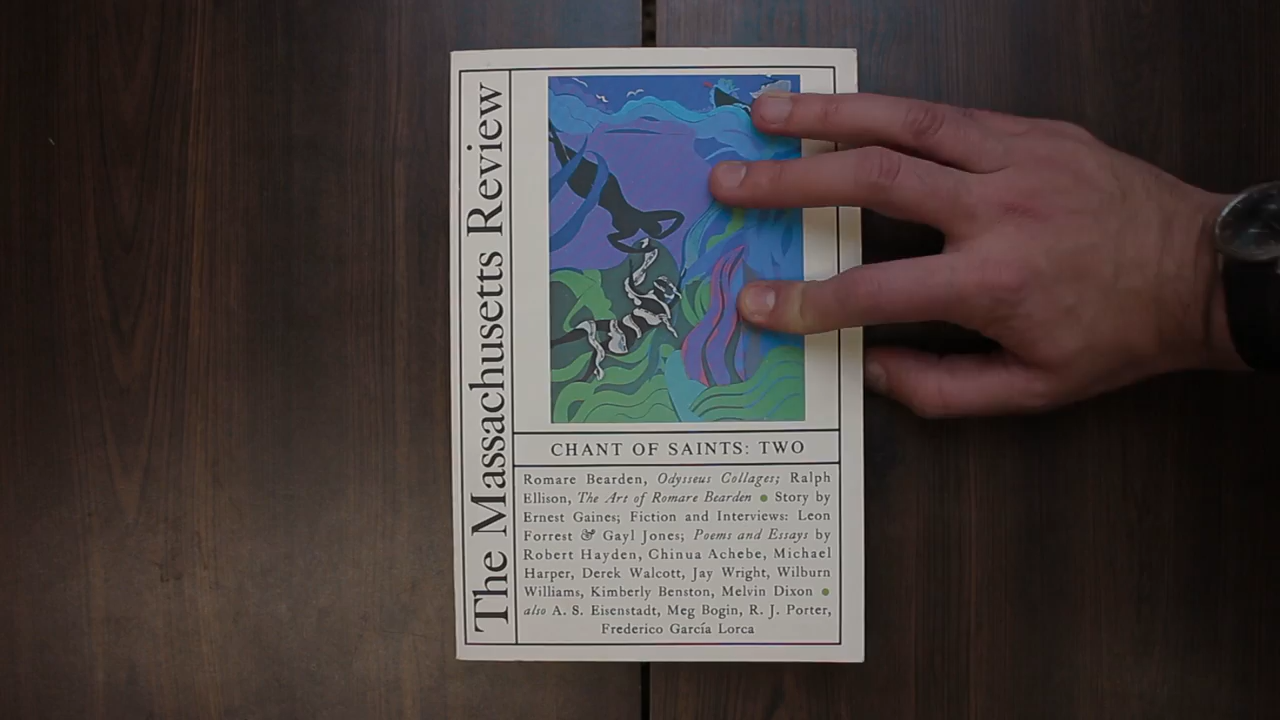 The Massachusetts Review
CHANT OF SAINTS: TWO
Romare Bearden, Odysseus Collages; Ralph
Ellison, The Art of Romare Bearden • Story by
Ernest Gaines; Fiction and Interviews: Leon
Forrest & Gayl Jones; Poems and Essays by
Robert Hayden, Chinua Achebe, Michael
Harper, Derek Walcott, Jay Wright, Wilburn
Williams, Kimberly Benston, Melvin Dixon •
also A. S. Eisenstadt, Meg Bogin, R. J. Porter,
Frederico García Lorca